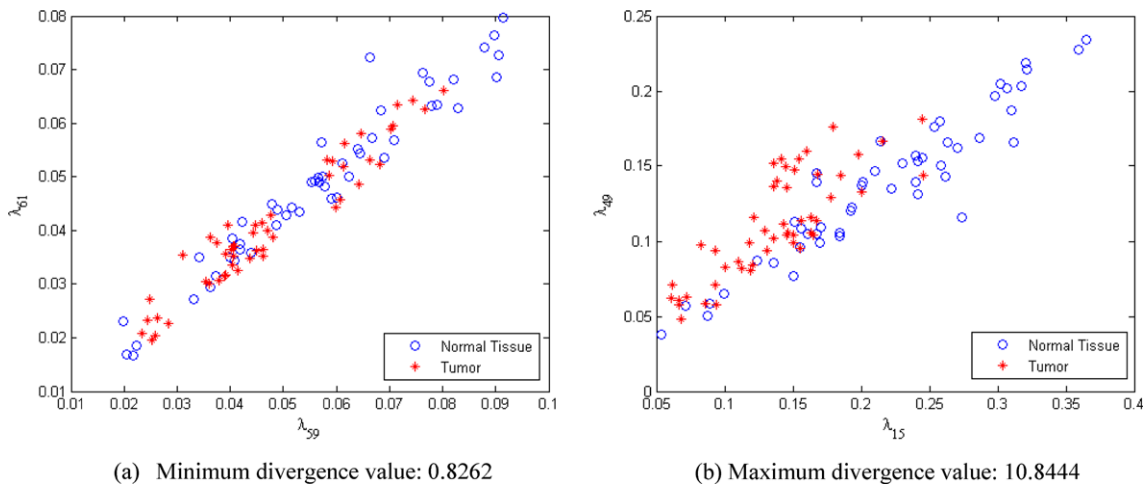 0.08
0.07
0.06
0.05
0.04
0.03
0.02
0.01
λ61
0.01 0.02 0.03 0.04 0.05 0.06 0.07 0.08 0.09 0.1
λ59
Normal Tissue
Tumor
(a) Minimum divergence value: 0.8262
0.25
0.2
0.15
0.1
0.05
0
λ49
0.05 0.1 0.15 0.2 0.25 0.3 0.35 0.4
λ15
Normal Tissue
Tumor
(b) Maximum divergence value: 10.8444